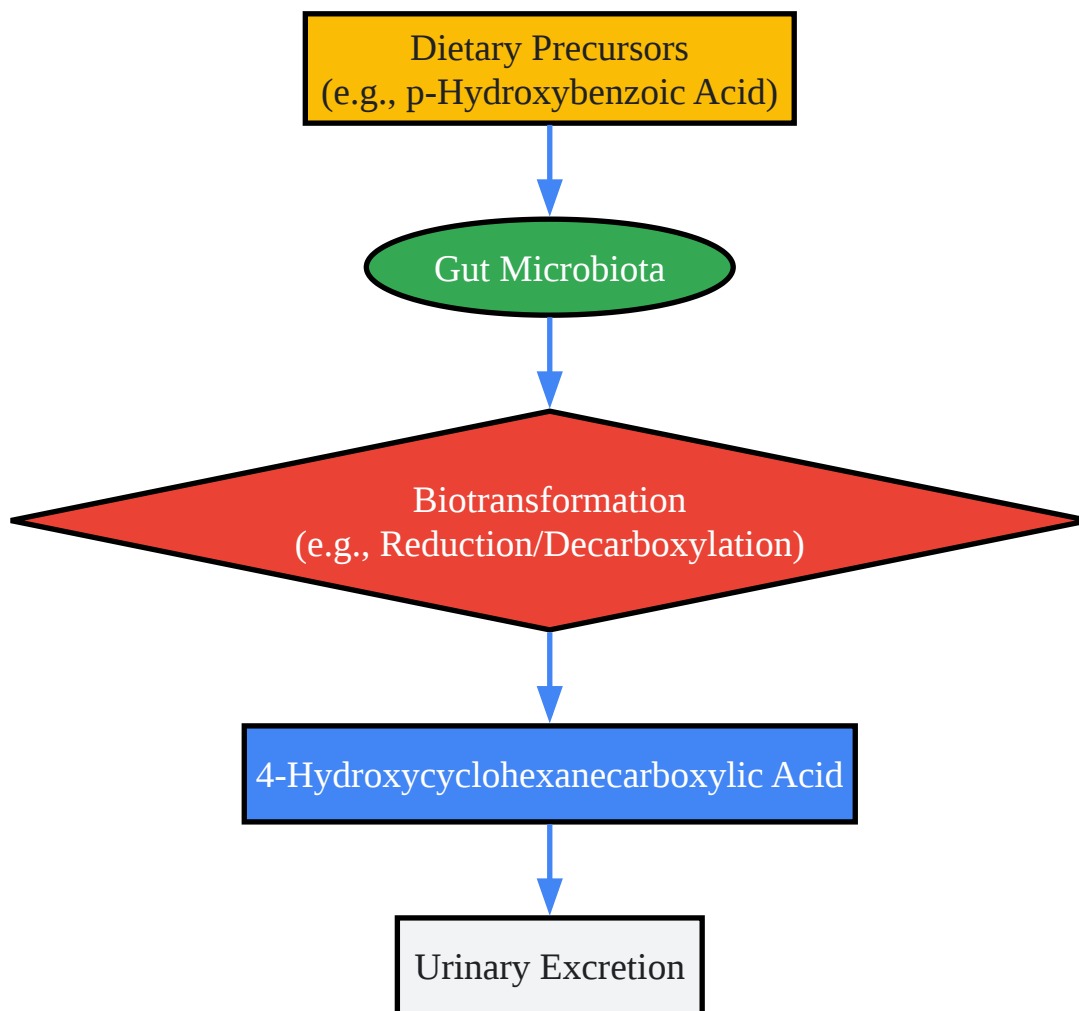 Dietary Precursors
(e.g., p-Hydroxybenzoic Acid)
Gut Microbiota
Biotransformation
(e.g., Reduction/Decarboxylation)
4-Hydroxycyclohexanecarboxylic Acid
Urinary Excretion